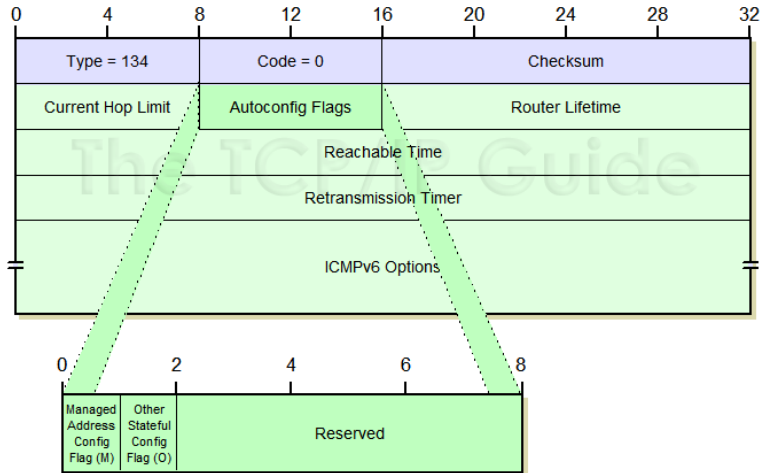 0 4 8 12 16 20 24 28 32
Type = 134 Code = 0 Checksum
Current Hop Limit Autoconfig Flags Router Lifetime
Reachable Time
The TCP/IP Guide
Retransmission Timer
ICMPv6 Options
0 2 4 6 8
Managed
Address
Config
Flag (M)
Other
Stateful
Config
Flag (O)
Reserved